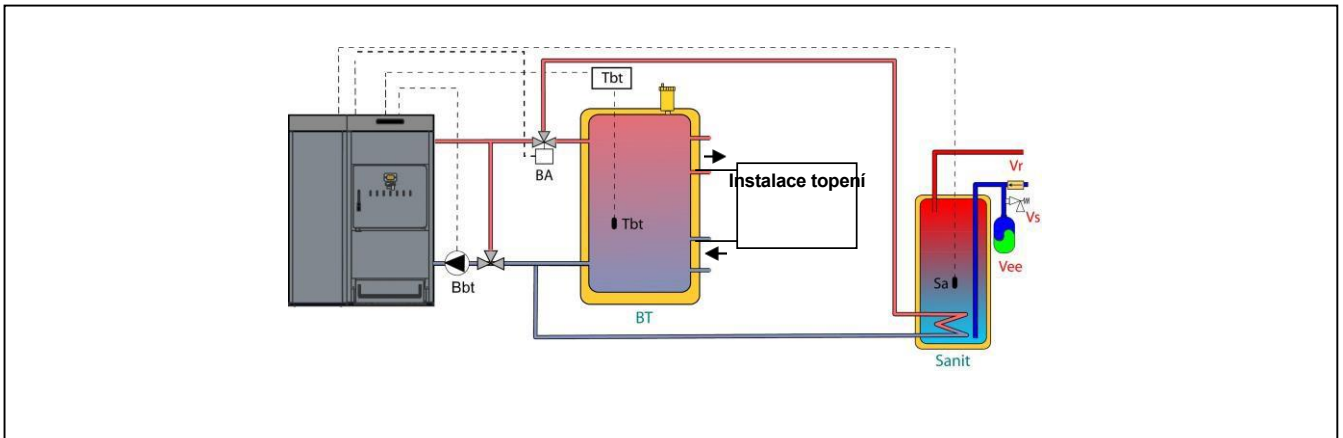 Tbt
BA
Instalace topení
Vr
Vs
Tbt
Bbt
Sa
Vee
BT
Sanit